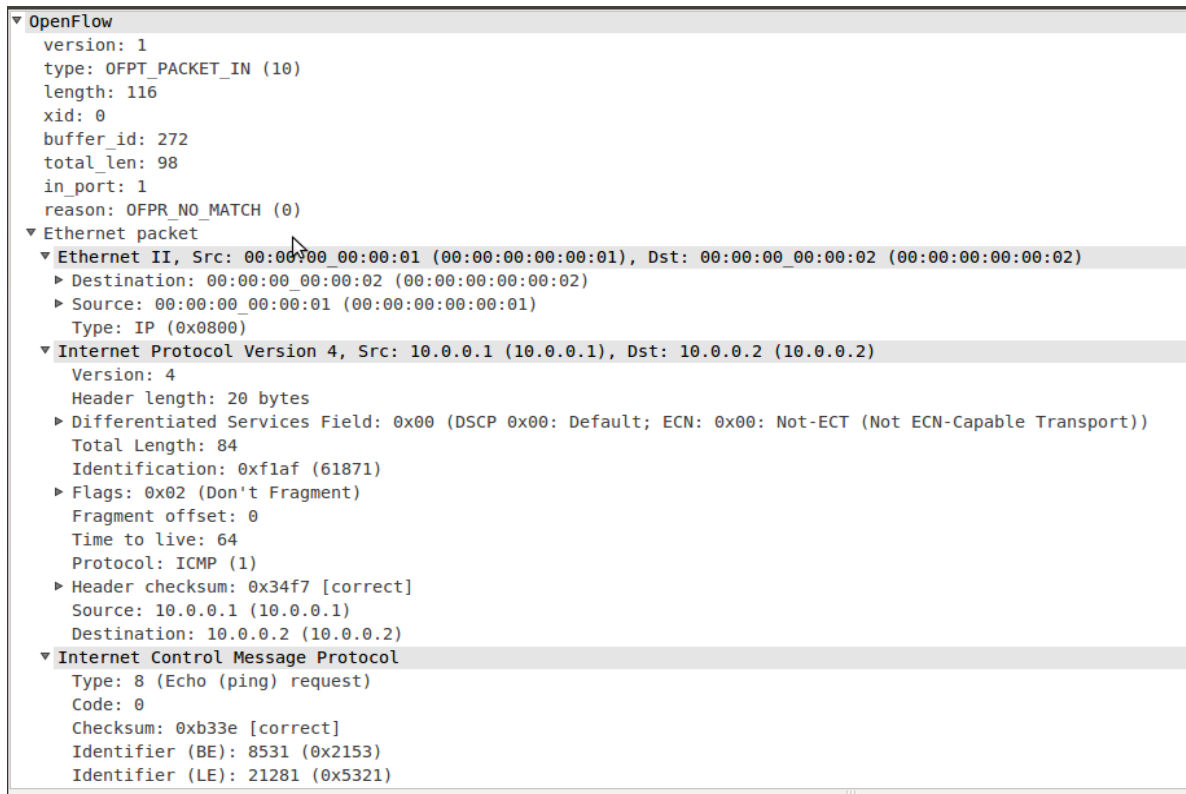 OpenFlow
version: 1
type: OFPT_PACKET_IN (10)
length: 116
xid: 0
buffer_id: 272
total_len: 98
in_port: 1
reason: OFPR_NO_MATCH (0)
Ethernet packet
Ethernet II, Src: 00:00:00_00:00:01 (00:00:00:00:00:01), Dst: 00:00:00_00:00:02 (00:00:00:00:00:02)
Destination: 00:00:00_00:00:02 (00:00:00:00:00:02)
Source: 00:00:00_00:00:01 (00:00:00:00:00:01)
Type: IP (0x0800)
Internet Protocol Version 4, Src: 10.0.0.1 (10.0.0.1), Dst: 10.0.0.2 (10.0.0.2)
Version: 4
Header length: 20 bytes
Differentiated Services Field: 0x00 (DSCP 0x00: Default; ECN: 0x00: Not-ECT (Not ECN-Capable Transport))
Total Length: 84
Identification: 0xf1af (61871)
Flags: 0x02 (Don't Fragment)
Fragment offset: 0
Time to live: 64
Protocol: ICMP (1)
Header checksum: 0x34f7 [correct]
Source: 10.0.0.1 (10.0.0.1)
Destination: 10.0.0.2 (10.0.0.2)
Internet Control Message Protocol
Type: 8 (Echo (ping) request)
Code: 0
Checksum: 0xb33e [correct]
Identifier (BE): 8531 (0x2153)
Identifier (LE): 21281 (0x5321)